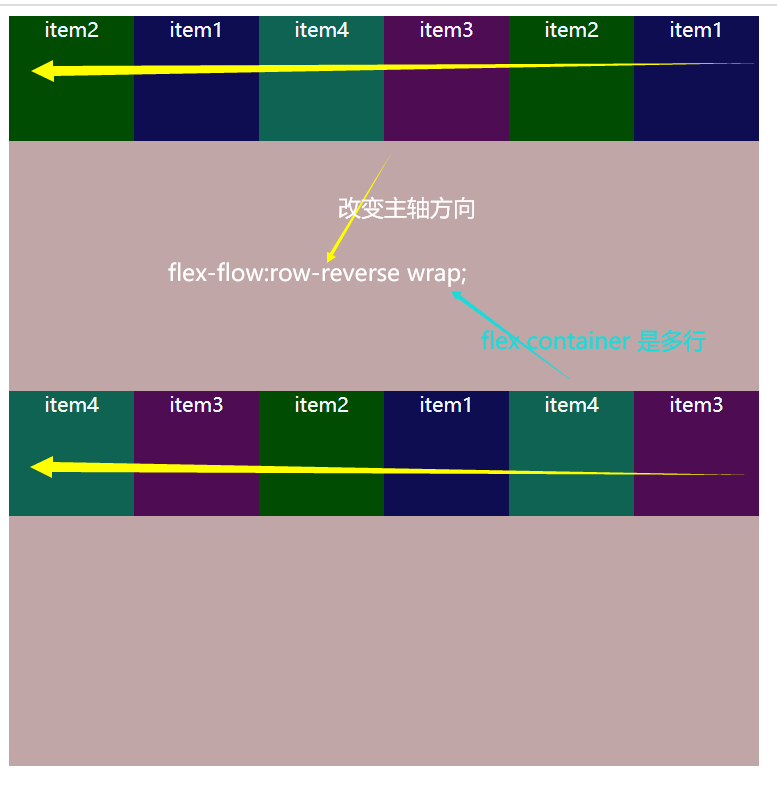 item2 item1 item4 item3 item2 item1
改变主轴方向
flex-flow:row-reverse wrap;
flex container 是多行
item4 item3 item2 item1 item4 item3